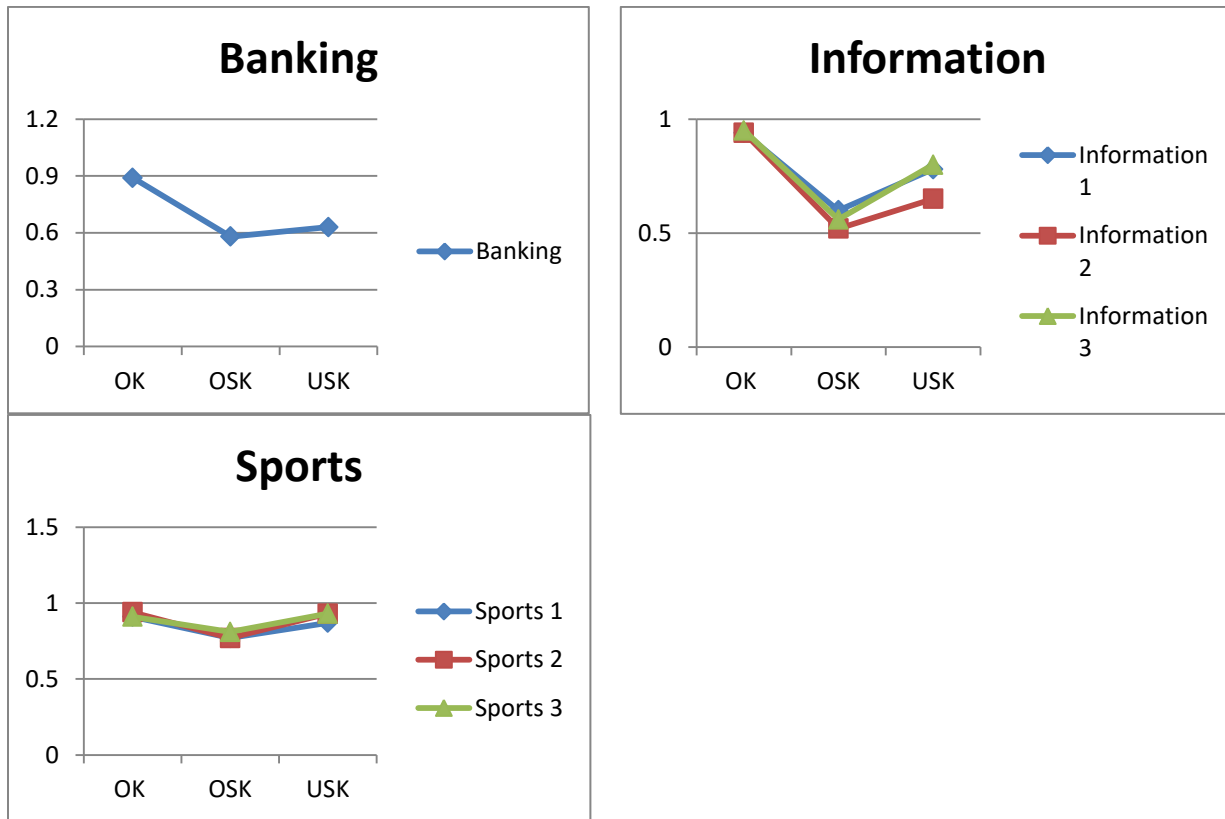 Banking
1.2
0.9
0.6
0.3
0
OK OSK USK
Banking
Information
1
0.5
0
OK OSK USK
Information
1
Information
2
Information
3
Sports
1.5
1
0.5
0
OK OSK USK
Sports 1
Sports 2
Sports 3